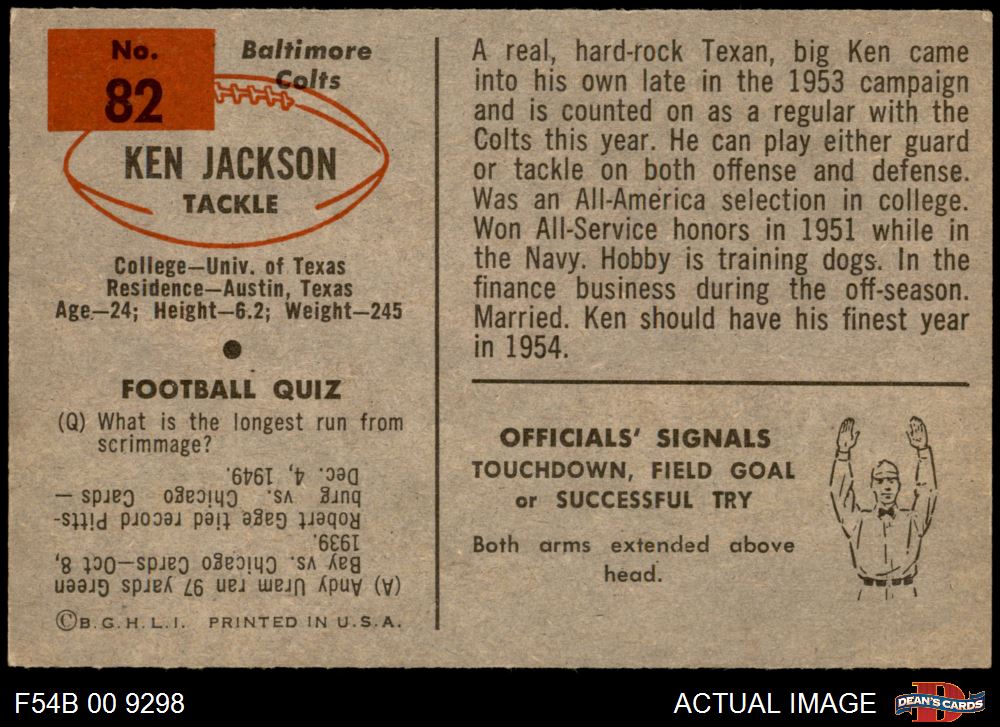 No.
82
Baltimore
Colts
KEN JACKSON
TACKLE
College—Univ. of Texas
Residence—Austin, Texas
Age—24; Height—6.2; Weight—245
FOOTBALL QUIZ
(Q) What is the longest run from
scrimmage?
(A) Andy Uram ran 97 yards Green
Bay vs. Chicago Cards—Oct 8,
1939.
Robert Gage tied record Pitts-
burg vs. Chicago Cards —
Dec. 4, 1949.
©B.G.H.L.I. PRINTED IN U.S.A.
A real, hard-rock Texan, big Ken came
into his own late in the 1953 campaign
and is counted on as a regular with the
Colts this year. He can play either guard
or tackle on both offense and defense.
Was an All-America selection in college.
Won All-Service honors in 1951 while in
the Navy. Hobby is training dogs. In the
finance business during the off-season.
Married. Ken should have his finest year
in 1954.
OFFICIALS' SIGNALS
TOUCHDOWN, FIELD GOAL
or SUCCESSFUL TRY
Both arms extended above
head.
F54B 00 9298
ACTUAL IMAGE
D
DEAN'S CARDS